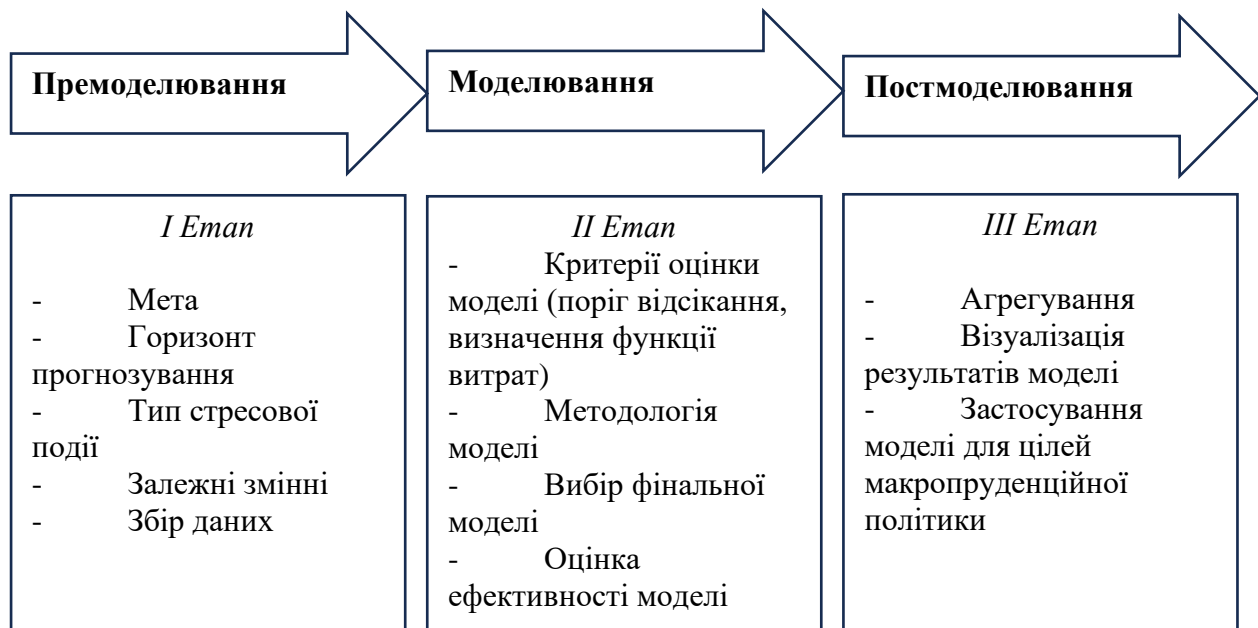 Премоделювання
Моделювання
Постмоделювання
I Етап
- Мета
- Горизонт
прогнозування
- Тип стресової
події
- Залежні змінні
- Збір даних
II Етап
- Критерії оцінки
моделі (поріг відсікання,
визначення функції
витрат)
- Методологія
моделі
- Вибір фінальної
моделі
- Оцінка
ефективності моделі
III Етап
- Агрегування
- Візуалізація
результатів моделі
- Застосування
моделі для цілей
макропруденційної
політики